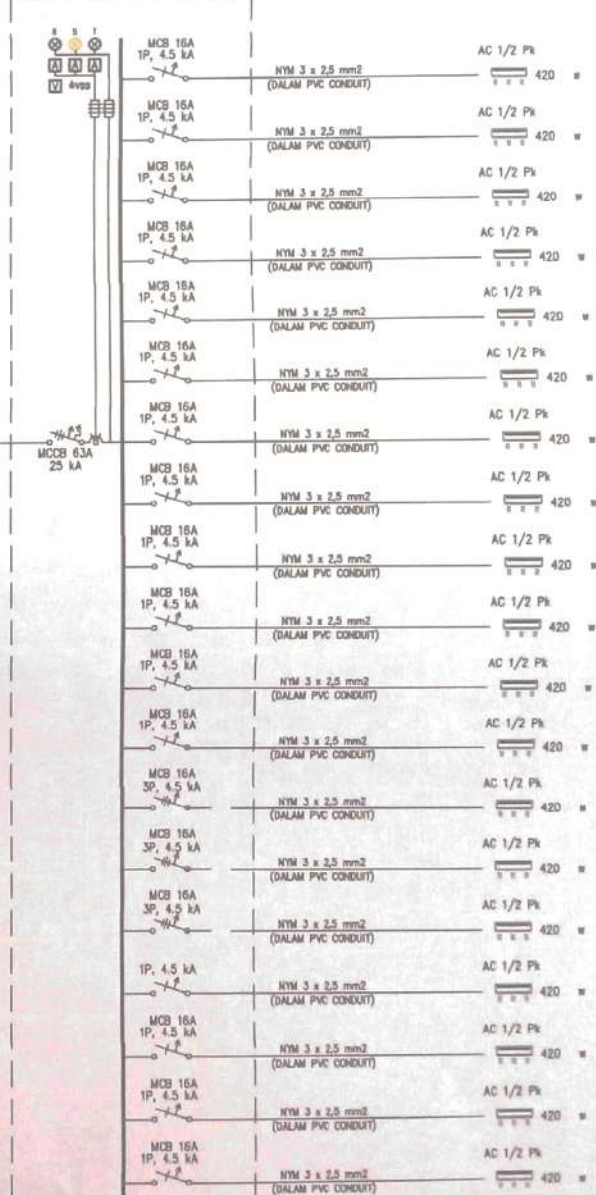 R S T
A A A
V 4vss
MCCB 63A
25 kA
MCB 16A
1P, 4.5 kA
NYM 3 x 2,5 mm2
(DALAM PVC CONDUIT)
AC 1/2 Pk
420 w
MCB 16A
1P, 4.5 kA
NYM 3 x 2,5 mm2
(DALAM PVC CONDUIT)
AC 1/2 Pk
420 w
MCB 16A
1P, 4.5 kA
NYM 3 x 2,5 mm2
(DALAM PVC CONDUIT)
AC 1/2 Pk
420 w
MCB 16A
1P, 4.5 kA
NYM 3 x 2,5 mm2
(DALAM PVC CONDUIT)
AC 1/2 Pk
420 w
MCB 16A
1P, 4.5 kA
NYM 3 x 2,5 mm2
(DALAM PVC CONDUIT)
AC 1/2 Pk
420 w
MCB 16A
1P, 4.5 kA
NYM 3 x 2,5 mm2
(DALAM PVC CONDUIT)
AC 1/2 Pk
420 w
MCB 16A
1P, 4.5 kA
NYM 3 x 2,5 mm2
(DALAM PVC CONDUIT)
AC 1/2 Pk
420 w
MCB 16A
1P, 4.5 kA
NYM 3 x 2,5 mm2
(DALAM PVC CONDUIT)
AC 1/2 Pk
420 w
MCB 16A
1P, 4.5 kA
NYM 3 x 2,5 mm2
(DALAM PVC CONDUIT)
AC 1/2 Pk
420 w
MCB 16A
1P, 4.5 kA
NYM 3 x 2,5 mm2
(DALAM PVC CONDUIT)
AC 1/2 Pk
420 w
MCB 16A
1P, 4.5 kA
NYM 3 x 2,5 mm2
(DALAM PVC CONDUIT)
AC 1/2 Pk
420 w
MCB 16A
1P, 4.5 kA
NYM 3 x 2,5 mm2
(DALAM PVC CONDUIT)
AC 1/2 Pk
420 w
MCB 16A
3P, 4.5 kA
NYM 3 x 2,5 mm2
(DALAM PVC CONDUIT)
AC 1/2 Pk
420 w
MCB 16A
3P, 4.5 kA
NYM 3 x 2,5 mm2
(DALAM PVC CONDUIT)
AC 1/2 Pk
420 w
MCB 16A
3P, 4.5 kA
NYM 3 x 2,5 mm2
(DALAM PVC CONDUIT)
AC 1/2 Pk
420 w
1P, 4.5 kA
NYM 3 x 2,5 mm2
(DALAM PVC CONDUIT)
AC 1/2 Pk
420 w
MCB 16A
1P, 4.5 kA
NYM 3 x 2,5 mm2
(DALAM PVC CONDUIT)
AC 1/2 Pk
420 w
MCB 16A
1P, 4.5 kA
NYM 3 x 2,5 mm2
(DALAM PVC CONDUIT)
AC 1/2 Pk
420 w
MCB 16A
1P, 4.5 kA
NYM 3 x 2,5 mm2
(DALAM PVC CONDUIT)
AC 1/2 Pk
420 w